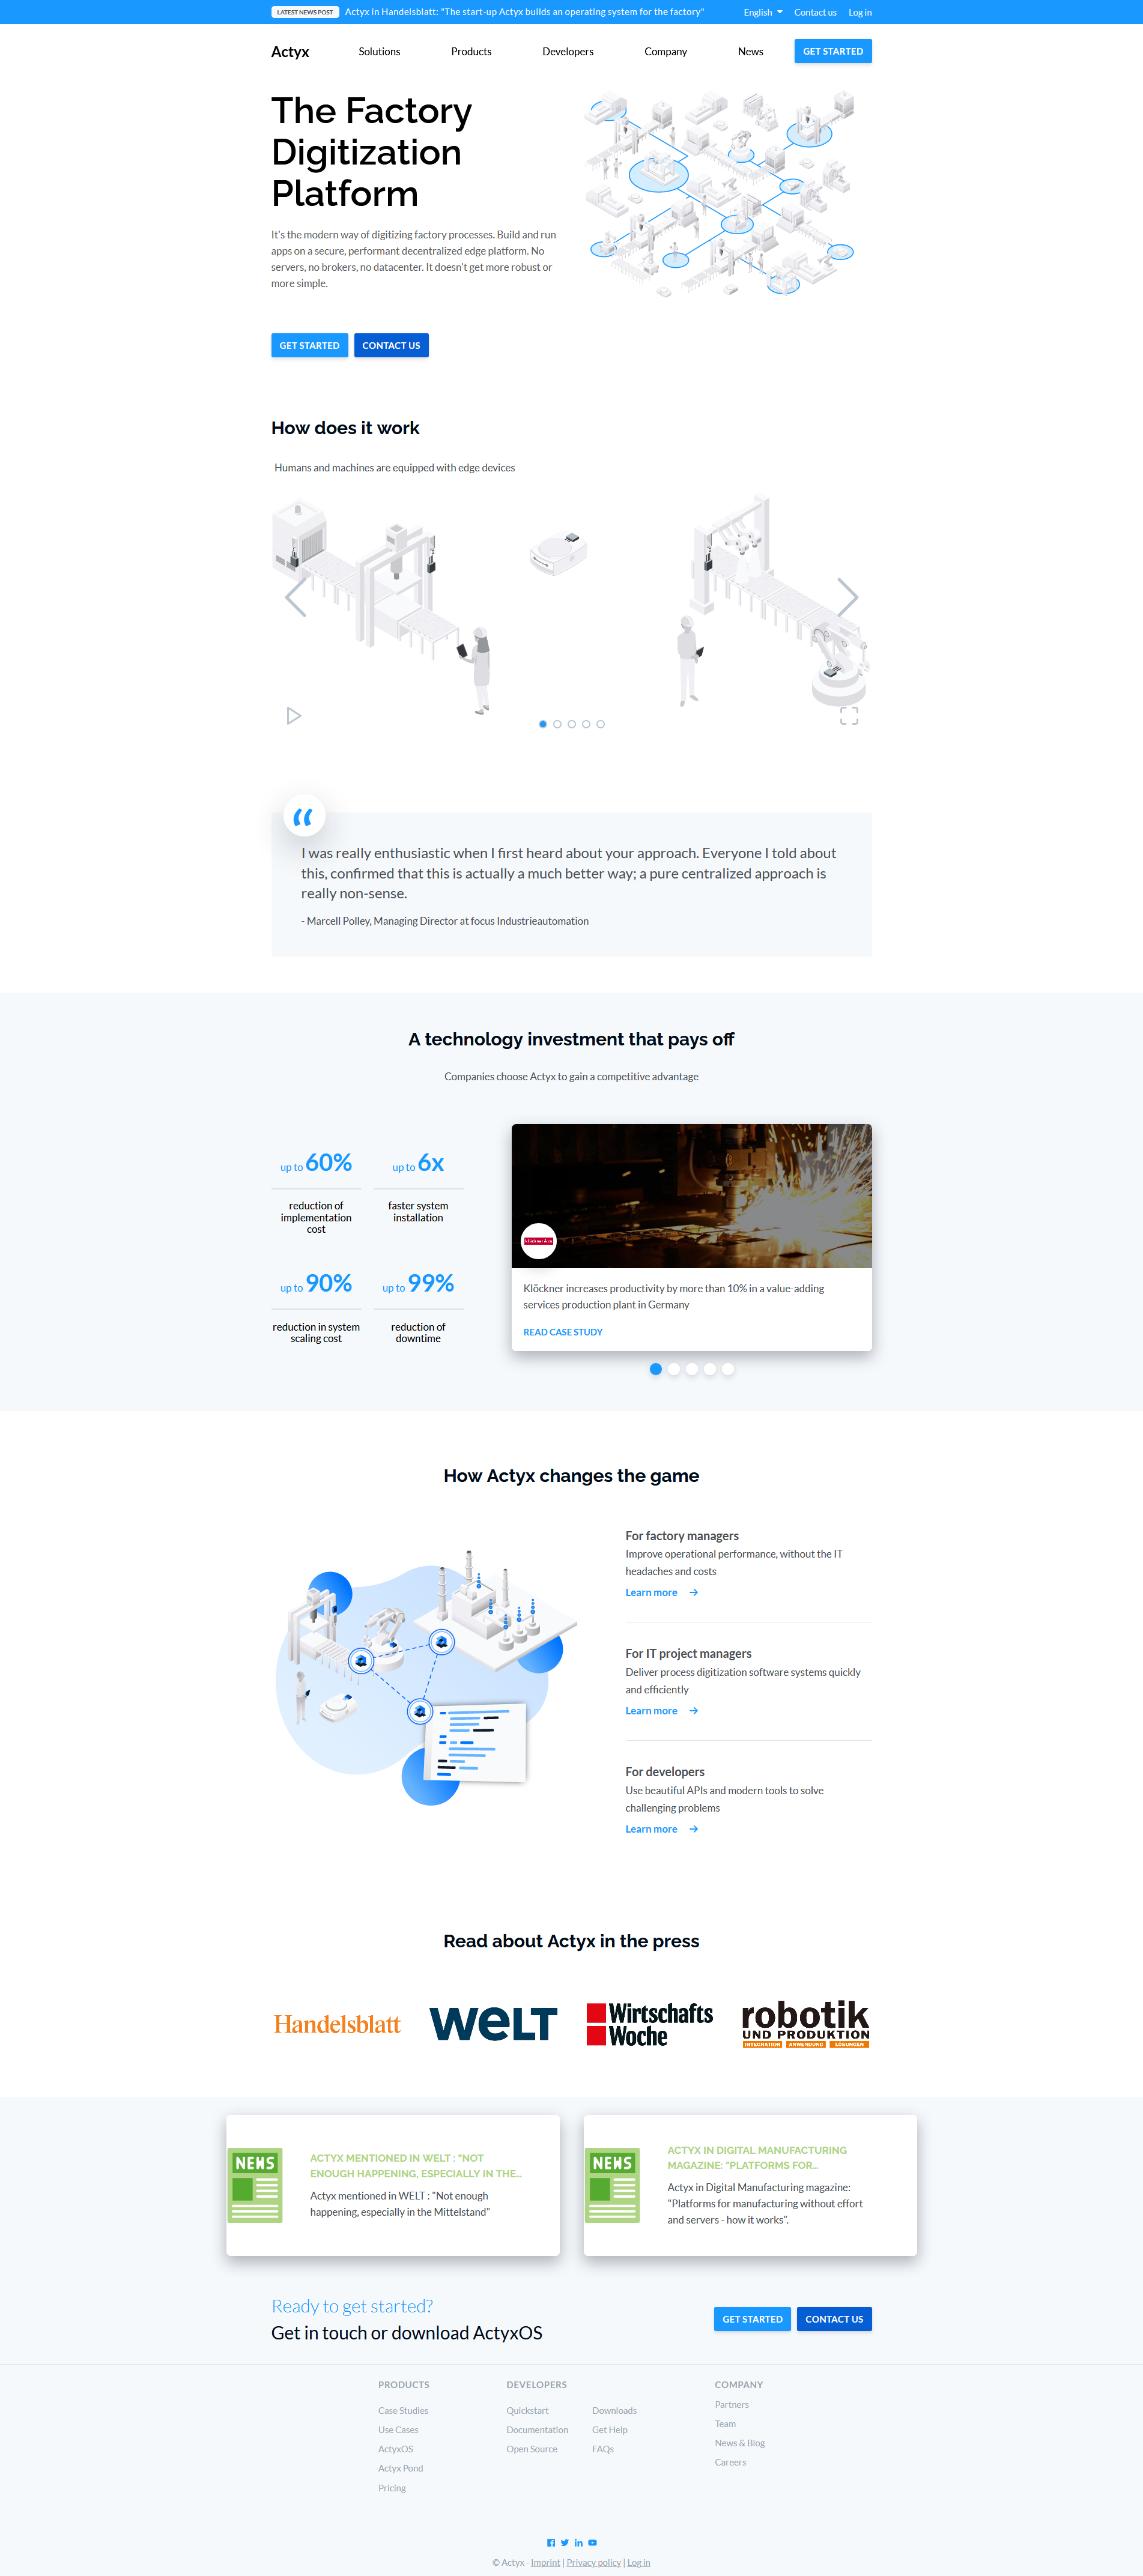 LATEST NEWS POST Actyx in Handelsblatt: "The start-up Actyx builds an operating system for the factory" English Contact us Log in
Actyx Solutions Products Developers Company News GET STARTED
The Factory
Digitization
Platform
It's the modern way of digitizing factory processes. Build and run
apps on a secure, performant decentralized edge platform. No
servers, no brokers, no datacenter. It doesn't get more robust or
more simple.
GET STARTED CONTACT US
How does it work
Humans and machines are equipped with edge devices
“
I was really enthusiastic when I first heard about your approach. Everyone I told about
this, confirmed that this is actually a much better way; a pure centralized approach is
really non-sense.
- Marcell Polley, Managing Director at focus Industrieautomation
A technology investment that pays off
Companies choose Actyx to gain a competitive advantage
up to 60%
reduction of
implementation
cost
up to 6x
faster system
installation
up to 90%
reduction in system
scaling cost
up to 99%
reduction of
downtime
klöckner & co
Klöckner increases productivity by more than 10% in a value-adding
services production plant in Germany
READ CASE STUDY
How Actyx changes the game
For factory managers
Improve operational performance, without the IT
headaches and costs
Learn more
For IT project managers
Deliver process digitization software systems quickly
and efficiently
Learn more
For developers
Use beautiful APIs and modern tools to solve
challenging problems
Learn more
Read about Actyx in the press
Handelsblatt
WELT
Wirtschafts
Woche
robotik
UND PRODUKTION
INTEGRATION ANWENDUNG LÖSUNGEN
NEWS
ACTYX MENTIONED IN WELT : "NOT
ENOUGH HAPPENING, ESPECIALLY IN THE...
Actyx mentioned in WELT : "Not enough
happening, especially in the Mittelstand"
NEWS
ACTYX IN DIGITAL MANUFACTURING
MAGAZINE: "PLATFORMS FOR...
Actyx in Digital Manufacturing magazine:
"Platforms for manufacturing without effort
and servers - how it works".
Ready to get started?
Get in touch or download ActyxOS
GET STARTED CONTACT US
PRODUCTS
Case Studies
Use Cases
ActyxOS
Actyx Pond
Pricing
DEVELOPERS
Quickstart
Documentation
Open Source
Downloads
Get Help
FAQs
COMPANY
Partners
Team
News & Blog
Careers
© Actyx - Imprint | Privacy policy | Log in